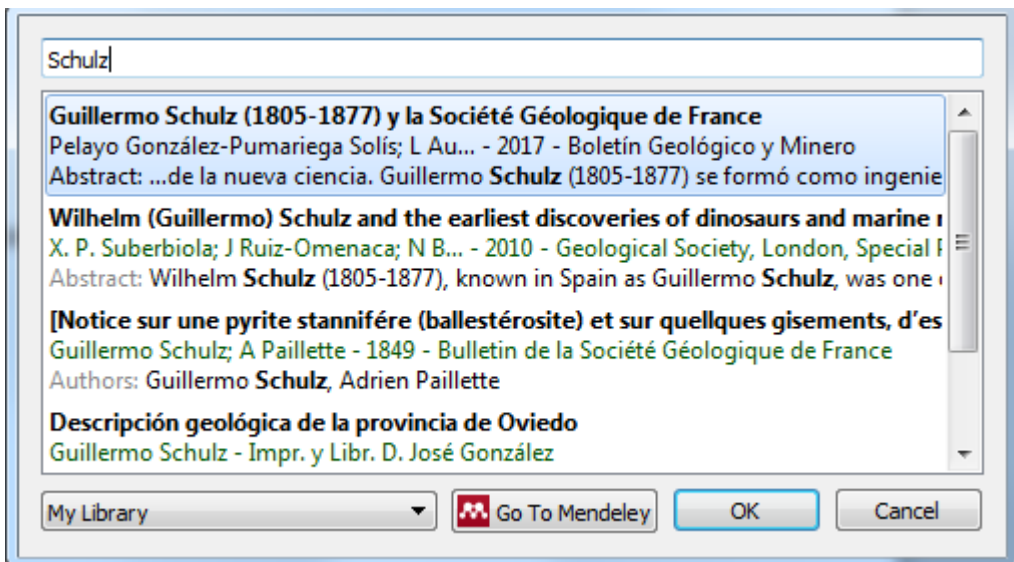 Schulz
Guillermo Schulz (1805-1877) y la Société Géologique de France
Pelayo González-Pumariega Solís; L Au... - 2017 - Boletín Geológico y Minero
Abstract: ...de la nueva ciencia. Guillermo Schulz (1805-1877) se formó como ingenie
Wilhelm (Guillermo) Schulz and the earliest discoveries of dinosaurs and marine
X. P. Suberbiola; J Ruiz-Omenaca; N B... - 2010 - Geological Society, London, Special
Abstract: Wilhelm Schulz (1805-1877), known in Spain as Guillermo Schulz, was one
[Notice sur une pyrite stannifére (ballestérosite) et sur quellques gisements, d'es
Guillermo Schulz; A Paillette - 1849 - Bulletin de la Société Géologique de France
Authors: Guillermo Schulz, Adrien Paillette
Descripción geológica de la provincia de Oviedo
Guillermo Schulz - Impr. y Libr. D. José González
My Library Go To Mendeley OK Cancel